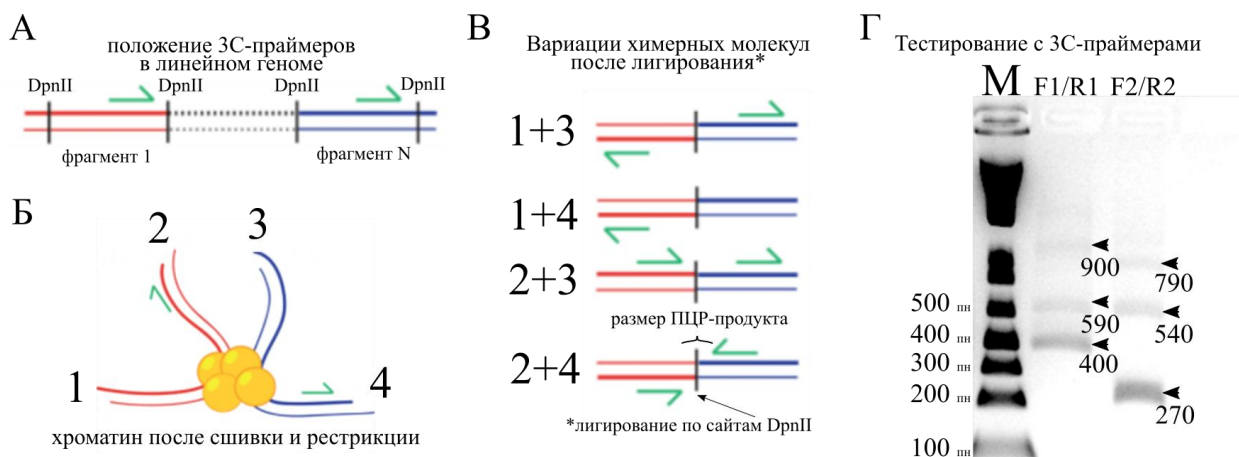 А
положение 3С-праймеров
в линейном геноме
DpnII DpnII DpnII DpnII
фрагмент 1 фрагмент N
Б
2 3
1 4
хроматин после сшивки и рестрикции
В
Вариации химерных молекул
после лигирования*
1+3
1+4
2+3
размер ПЦР-продукта
2+4
*лигирование по сайтам DpnII
Г
Тестирование с 3С-праймерами
М F1/R1 F2/R2
900
790
500 пн
590
540
400 пн
400
300 пн
200 пн
270
100 пн